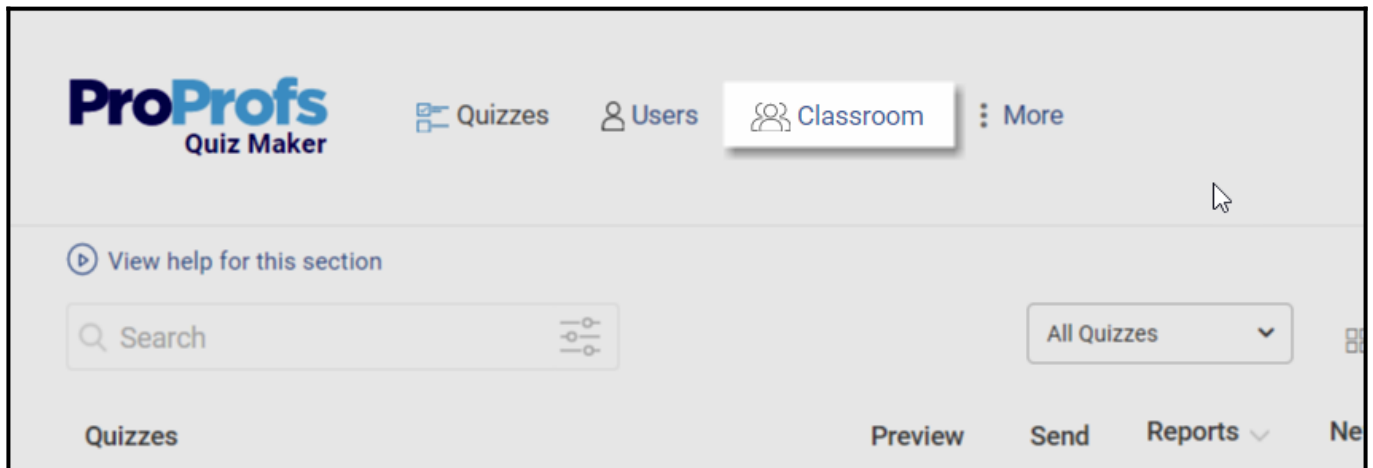 ProProfs
Quiz Maker
Quizzes Users Classroom More
View help for this section
Search
All Quizzes
Quizzes Preview Send Reports Ne